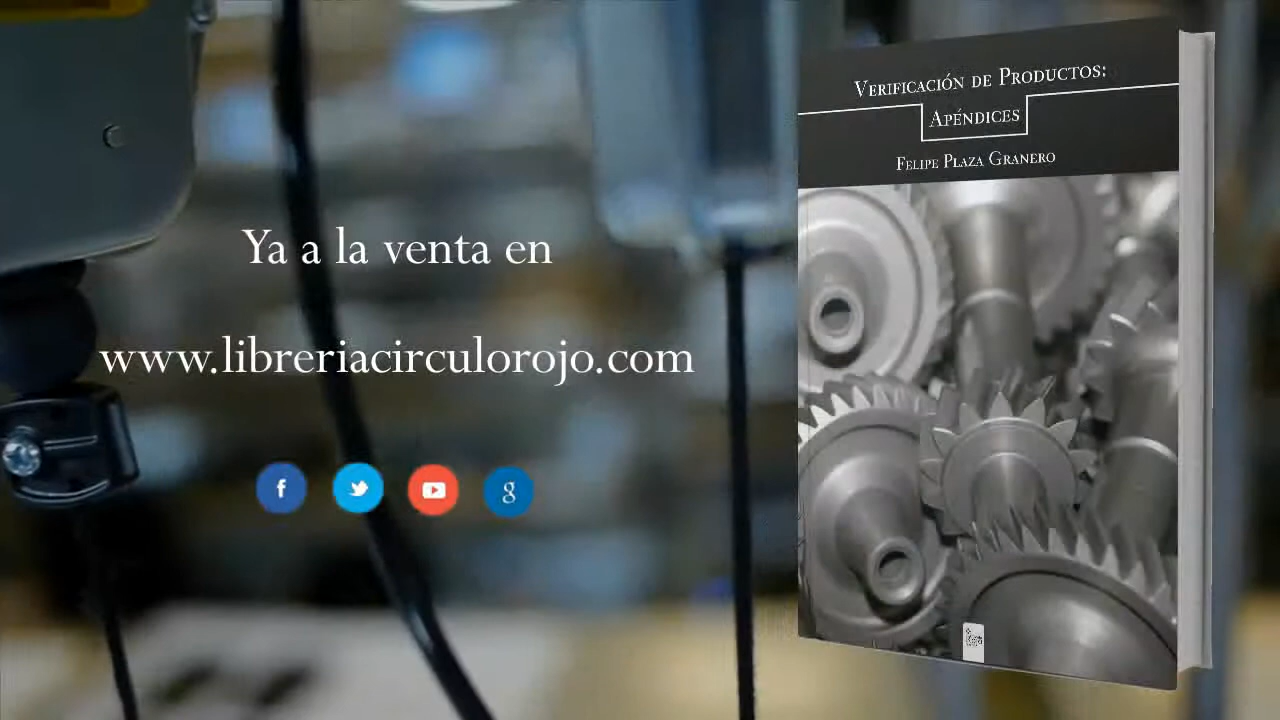 Ya a la venta en
www.libreriacirculorojo.com
f
g
Verificación de Productos:
Apéndices
Felipe Plaza Granero